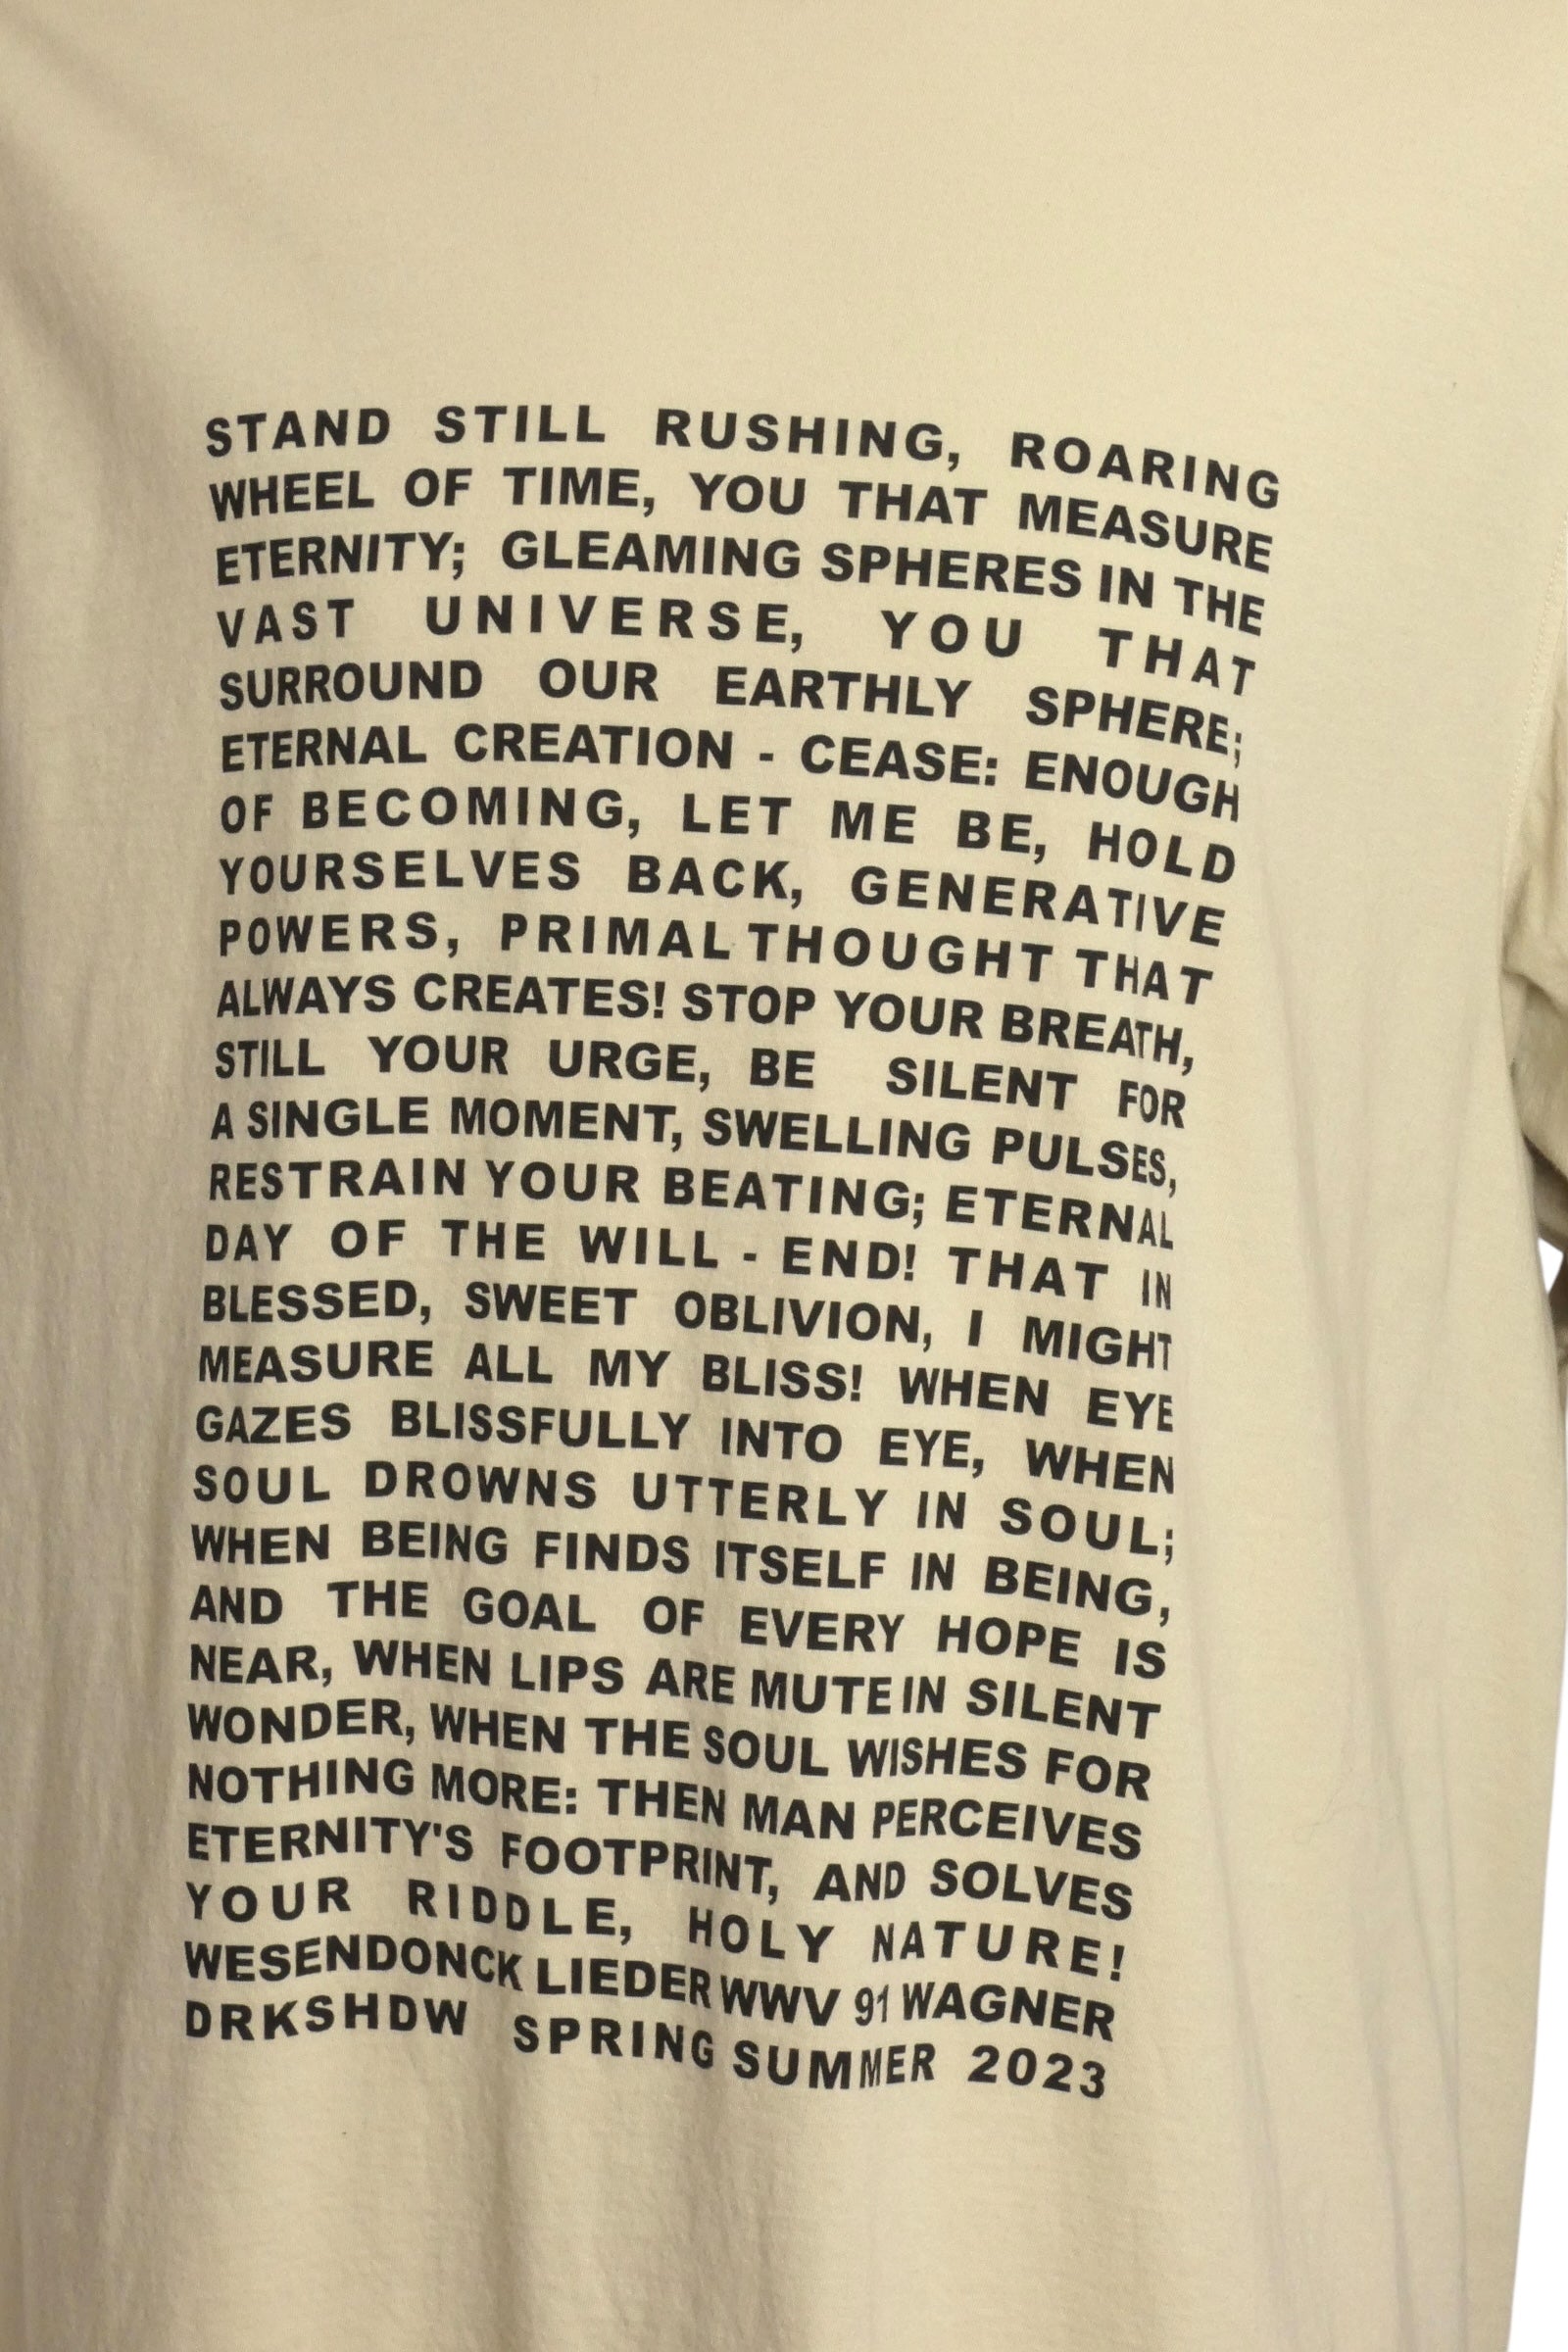 STAND STILL RUSHING, ROARING
WHEEL OF TIME, YOU THAT MEASURE
ETERNITY; GLEAMING SPHERES IN THE
VAST UNIVERSE, YOU THAT
SURROUND OUR EARTHLY SPHERE;
ETERNAL CREATION - CEASE: ENOUGH
OF BECOMING, LET ME BE, HOLD
YOURSELVES BACK, GENERATIVE
POWERS, PRIMAL THOUGHT THAT
ALWAYS CREATES! STOP YOUR BREATH,
STILL YOUR URGE, BE SILENT FOR
A SINGLE MOMENT, SWELLING PULSES,
RESTRAIN YOUR BEATING; ETERNAL
DAY OF THE WILL - END! THAT IN
BLESSED, SWEET OBLIVION, I MIGHT
MEASURE ALL MY BLISS! WHEN EYE
GAZES BLISSFULLY INTO EYE, WHEN
SOUL DROWNS UTTERLY IN SOUL;
WHEN BEING FINDS ITSELF IN BEING,
AND THE GOAL OF EVERY HOPE IS
NEAR, WHEN LIPS ARE MUTE IN SILENT
WONDER, WHEN THE SOUL WISHES FOR
NOTHING MORE: THEN MAN PERCEIVES
ETERNITY'S FOOTPRINT, AND SOLVES
YOUR RIDDLE, HOLY NATURE!
WESENDONCK LIEDER WWV 91 WAGNER
DRKSHDW SPRING SUMMER 2023